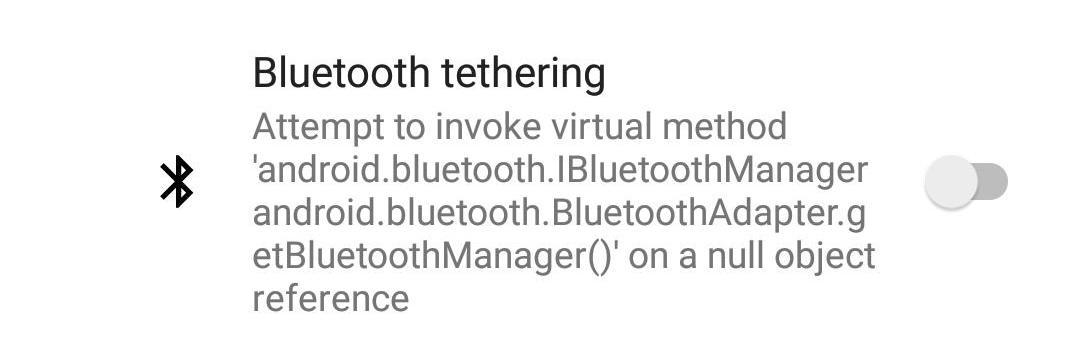 Bluetooth tethering
Attempt to invoke virtual method
'android.bluetooth.IBluetoothManager
android.bluetooth.BluetoothAdapter.g
etBluetoothManager()' on a null object
reference